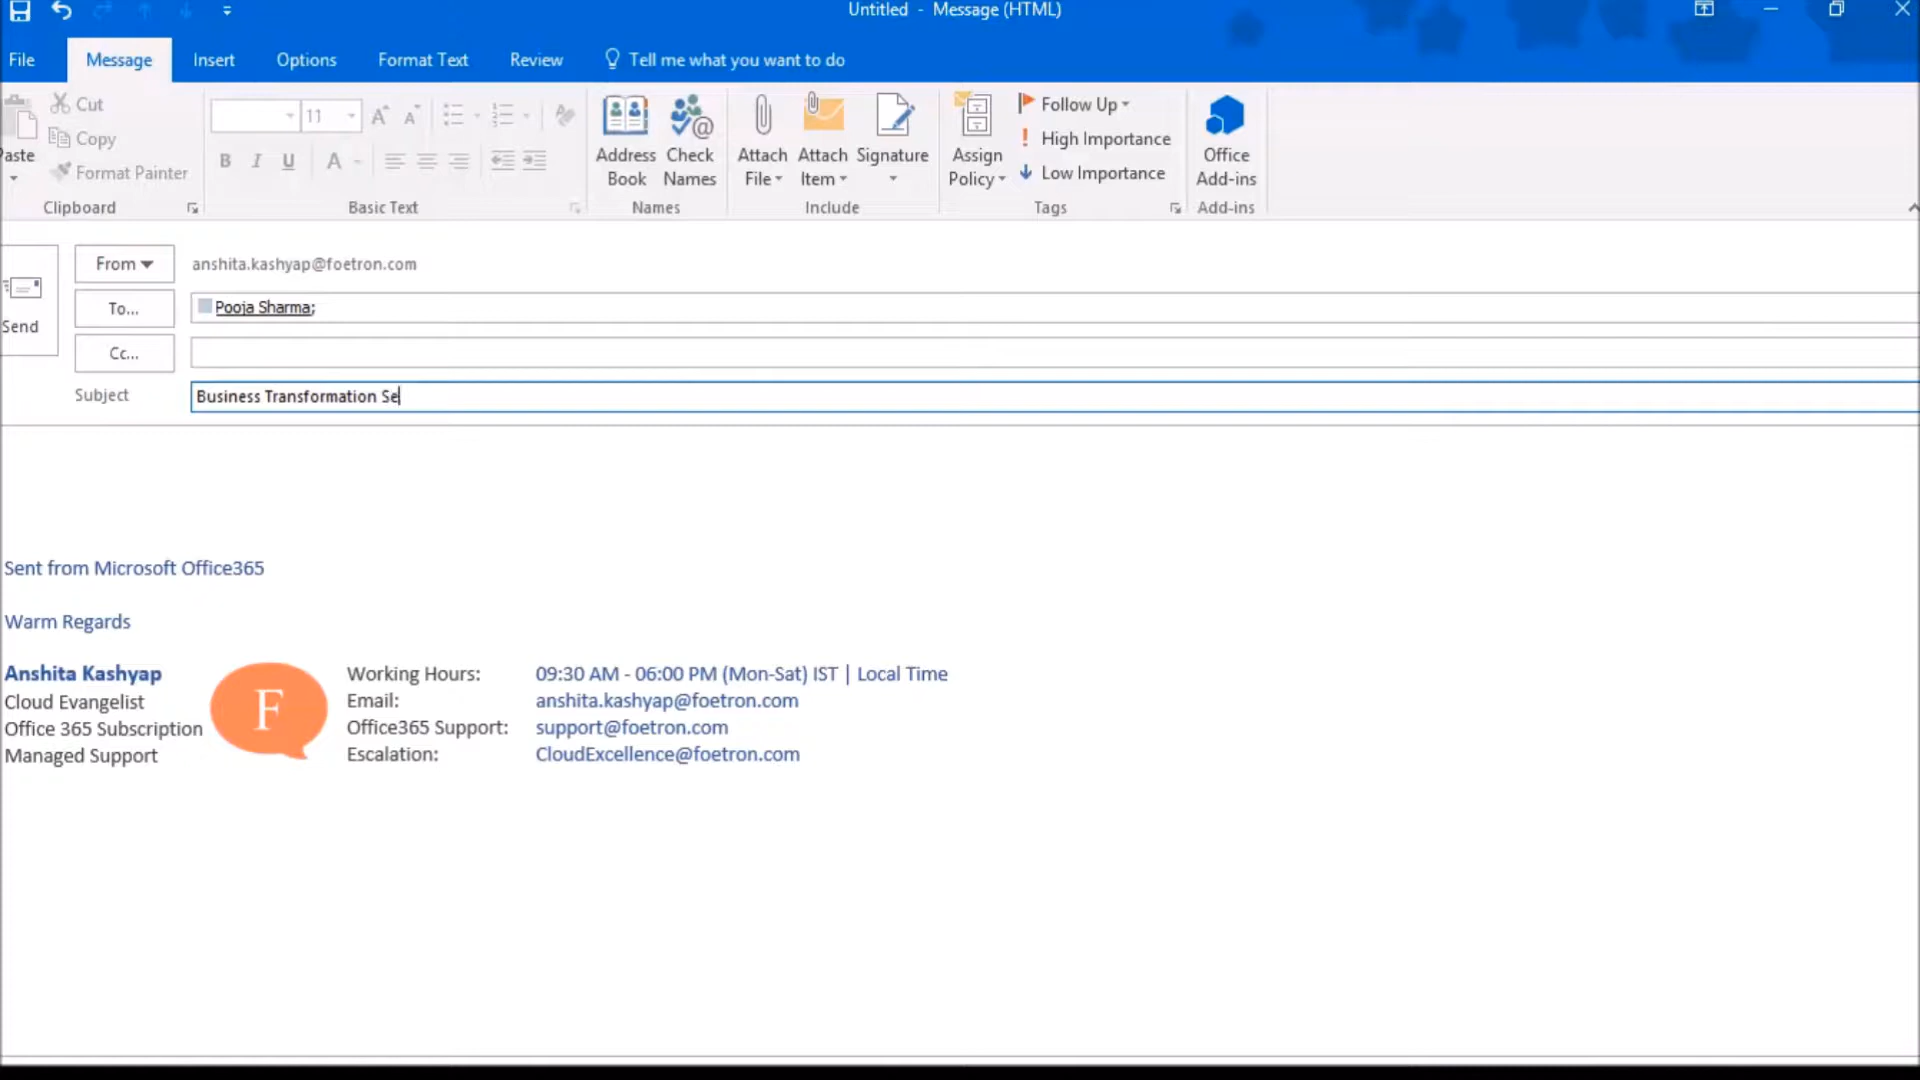 Untitled - Message (HTML)
File Message Insert Options Format Text Review Tell me what you want to do
Cut
Copy
Format Painter
Clipboard
11
B I U A
Basic Text
Address Book
Check Names
Names
Attach File
Attach Item
Signature
Include
Assign Policy
Follow Up
High Importance
Low Importance
Tags
Office Add-ins
Add-ins
Send
From anshita.kashyap@foetron.com
To... Pooja Sharma;
Cc...
Subject Business Transformation Se
Sent from Microsoft Office365
Warm Regards
Anshita Kashyap
Cloud Evangelist
Office 365 Subscription
Managed Support
F
Working Hours: 09:30 AM - 06:00 PM (Mon-Sat) IST | Local Time
Email: anshita.kashyap@foetron.com
Office365 Support: support@foetron.com
Escalation: CloudExcellence@foetron.com